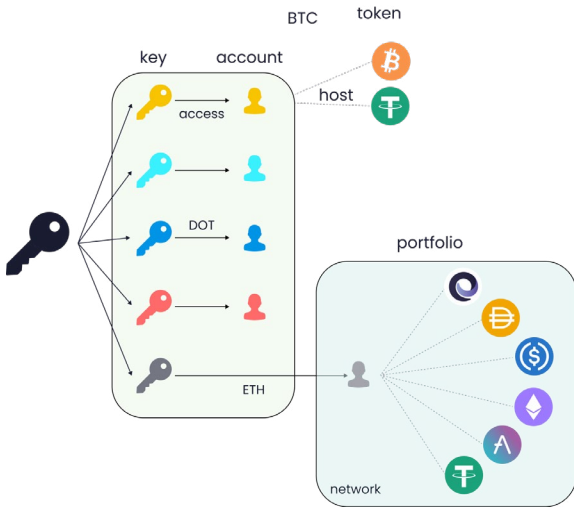 BTC
token
key
account
host
access
DOT
portfolio
ETH
network